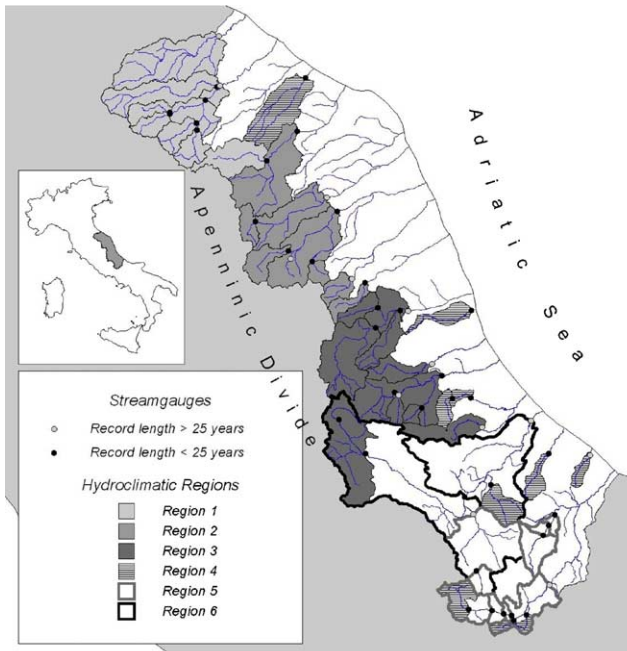 Adriatic Sea
Apenninic Divide
Streamgauges
Record length > 25 years
Record length < 25 years
Hydroclimatic Regions
Region 1
Region 2
Region 3
Region 4
Region 5
Region 6